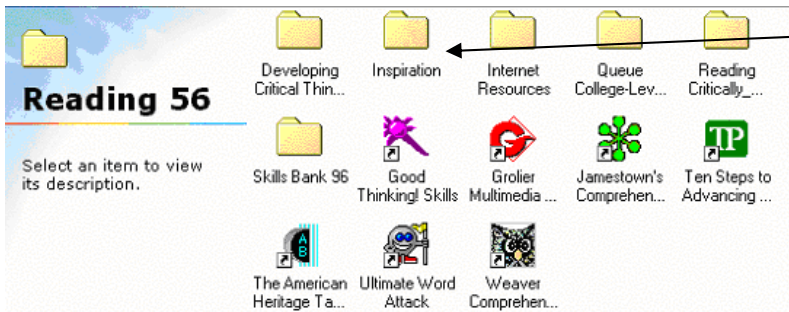 Reading 56
Select an item to view
its description.
Developing
Critical Thin...
Inspiration
Internet
Resources
Queue
College-Lev...
Reading
Critically_...
Skills Bank 96
Good
Thinking! Skills
Grolier
Multimedia ...
Jamestown's
Comprehen...
TP
Ten Steps to
Advancing ...
A
B
The American
Heritage Ta...
Ultimate Word
Attack
Weaver
Comprehen...